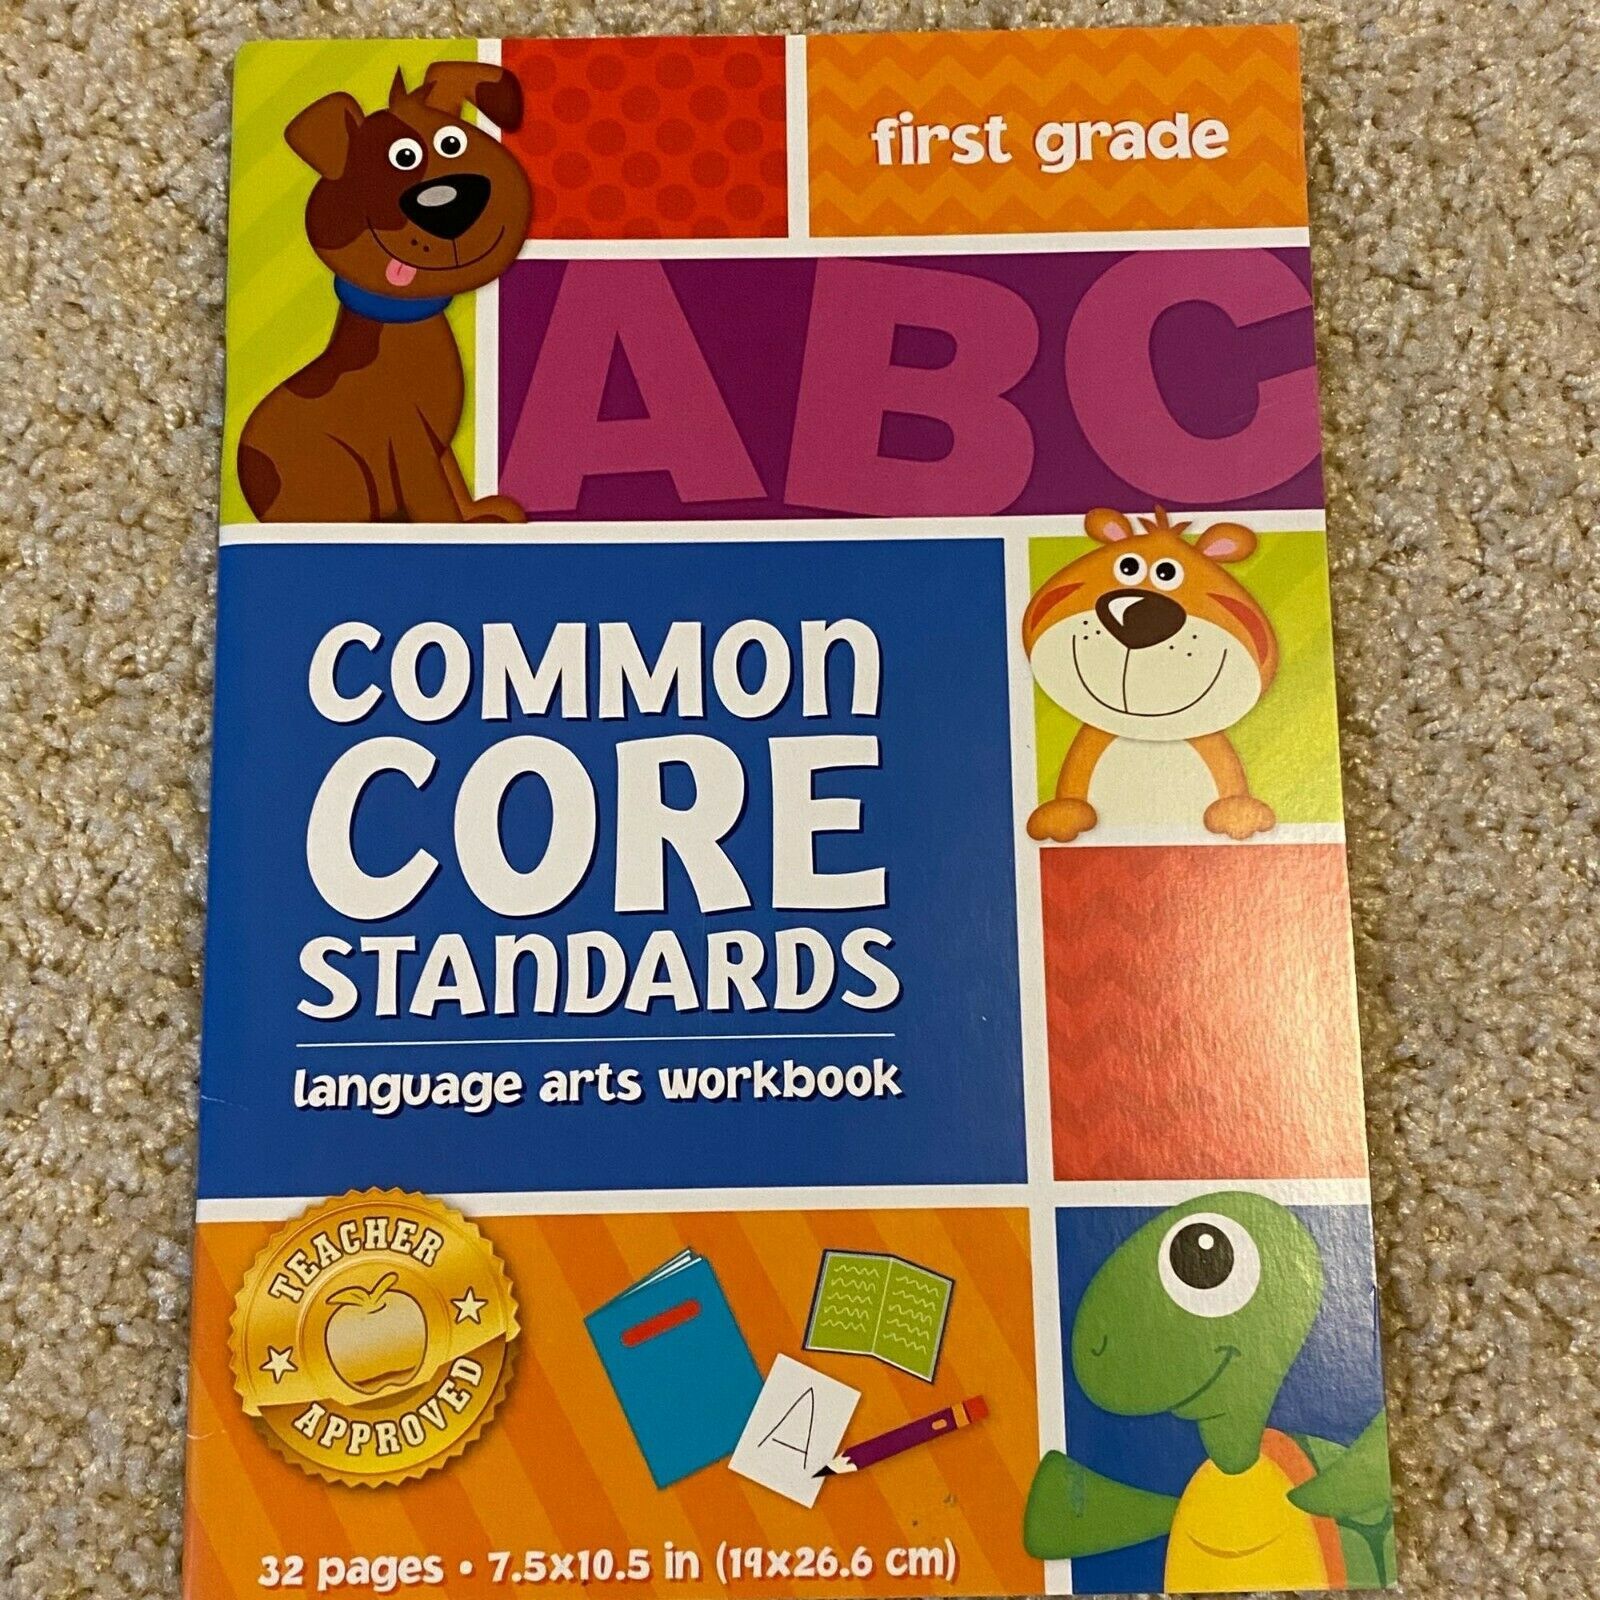 first grade
ABC
COMMON
CORE
STANDARDS
language arts workbook
TEACHER
APPROVED
A
32 pages • 7.5x10.5 in (19x26.6 cm)